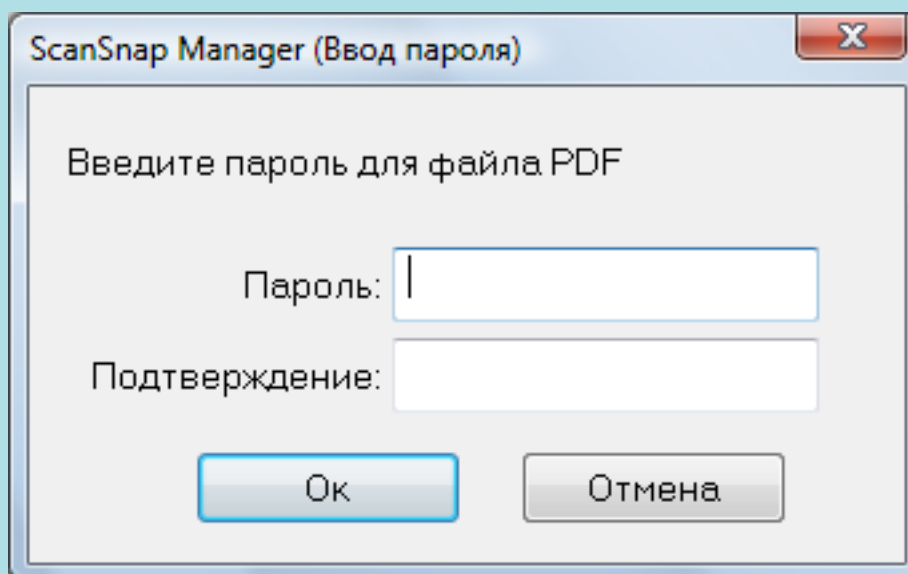 ScanSnap Manager (Ввод пароля)
Введите пароль для файла PDF
Пароль:
Подтверждение:
Ок Отмена